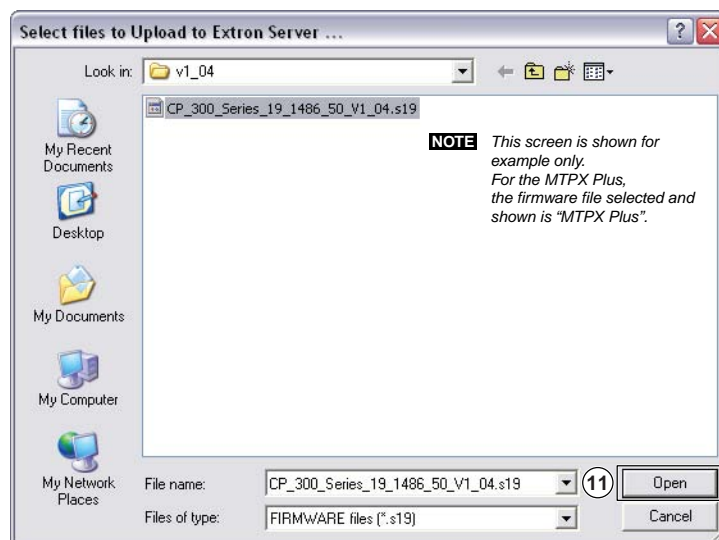 Select files to Upload to Extron Server ...
Look in:
v1_04
CP_300_Series_19_1486_50_V1_04.s19
NOTE This screen is shown for
example only.
For the MTPX Plus,
the firmware file selected and
shown is “MTPX Plus”.
My Recent
Documents
Desktop
My Documents
My Computer
My Network
Places
File name:
CP_300_Series_19_1486_50_V1_04.s19
11
Open
Files of type:
FIRMWARE files (*.s19)
Cancel